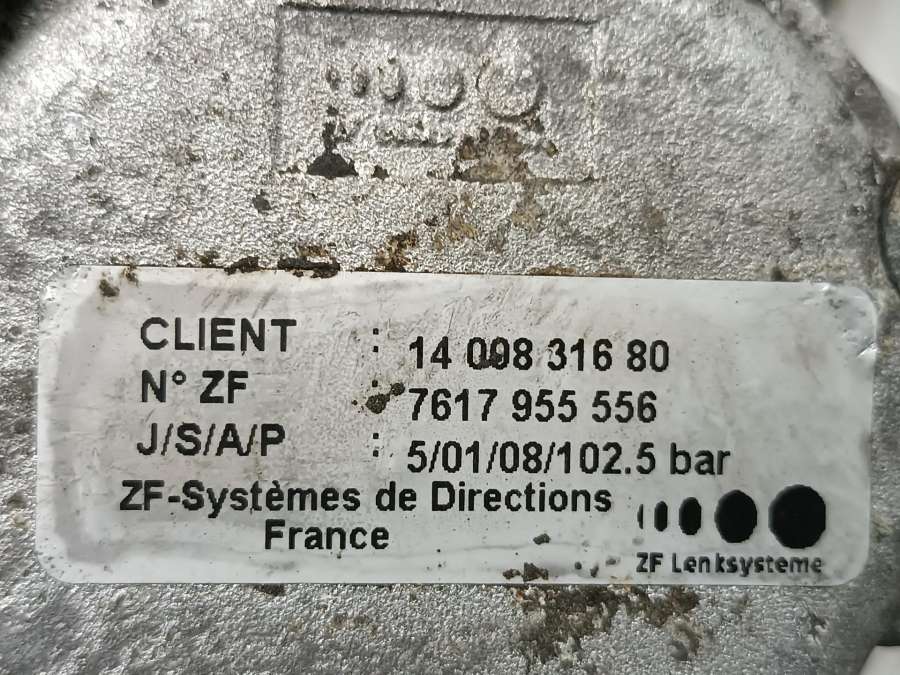 CLIENT : 14 008 316 80
N° ZF : 7617 955 556
J/S/A/P : 5/01/08/102.5 bar
ZF-Systèmes de Directions
France
ZF Lenksysteme